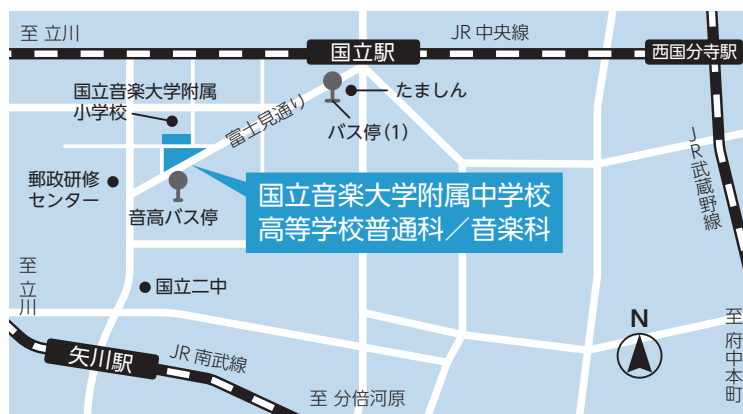 至 立川
国立駅
JR 中央線
西国分寺駅
国立音楽大学附属
小学校
たましん
富士見通り
バス停(1)
JR武蔵野線
郵政研修
センター
音高バス停
国立音楽大学附属中学校
高等学校普通科／音楽科
至 立川
国立二中
N
至 府中本町
矢川駅
JR 南武線
至 分倍河原